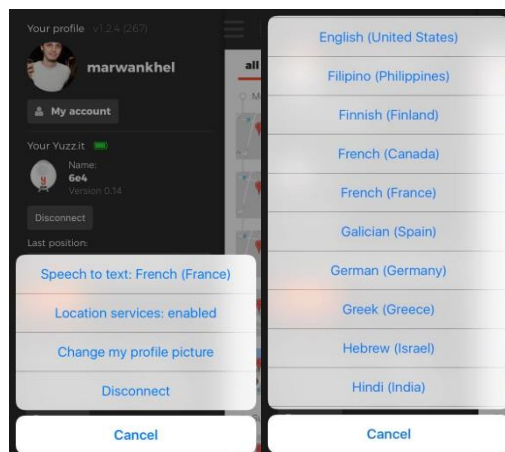 Your profile v1.2.4 (267)
marwankhel
My account
Your Yuzz.it
Name:
6e4
Version 0.14
Disconnect
Last position:
Speech to text: French (France)
Location services: enabled
Change my profile picture
Disconnect
Cancel
all
English (United States)
Filipino (Philippines)
Finnish (Finland)
French (Canada)
French (France)
Galician (Spain)
German (Germany)
Greek (Greece)
Hebrew (Israel)
Hindi (India)
Cancel